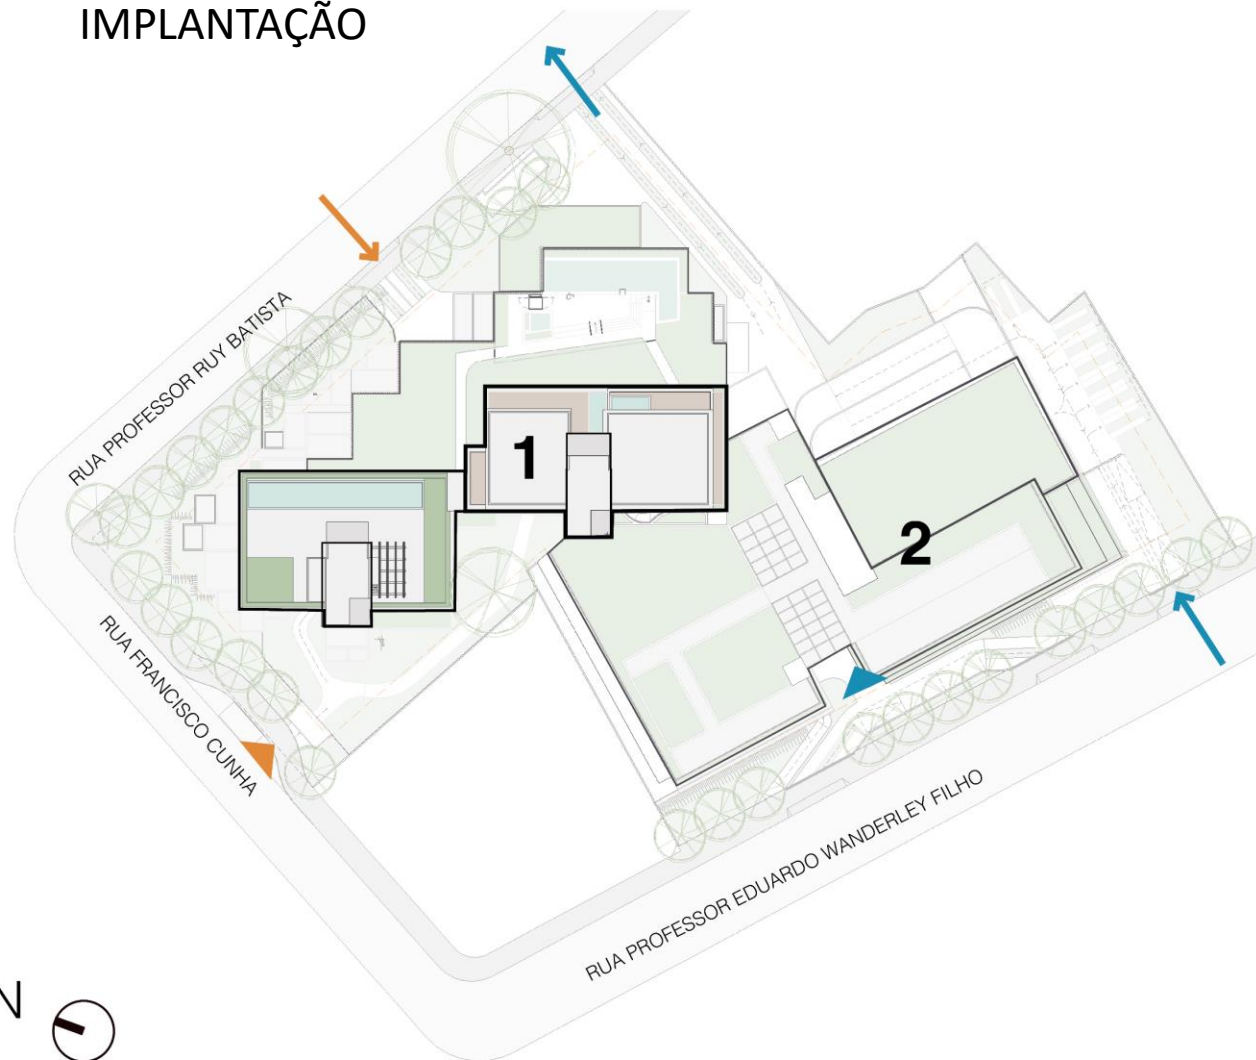 IMPLANTAÇÃO
RUA PROFESSOR RUY BATISTA
1
2
RUA FRANCISCO CUNHA
RUA PROFESSOR EDUARDO WANDERLEY FILHO
N